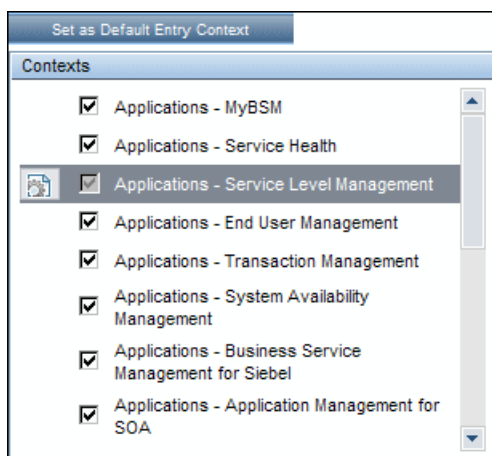 Set as Default Entry Context
Contexts
Applications - MyBSM
Applications - Service Health
Applications - Service Level Management
Applications - End User Management
Applications - Transaction Management
Applications - System Availability
Management
Applications - Business Service
Management for Siebel
Applications - Application Management for
SOA